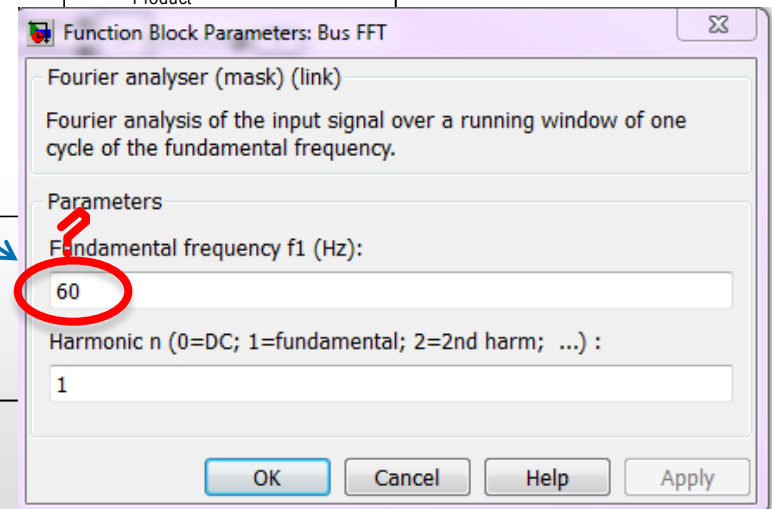 Product
Function Block Parameters: Bus FFT
Fourier analyser (mask) (link)
Fourier analysis of the input signal over a running window of one
cycle of the fundamental frequency.
Parameters
?
Fundamental frequency f1 (Hz):
60
Harmonic n (0=DC; 1=fundamental; 2=2nd harm;  ...) :
1
OK Cancel Help Apply